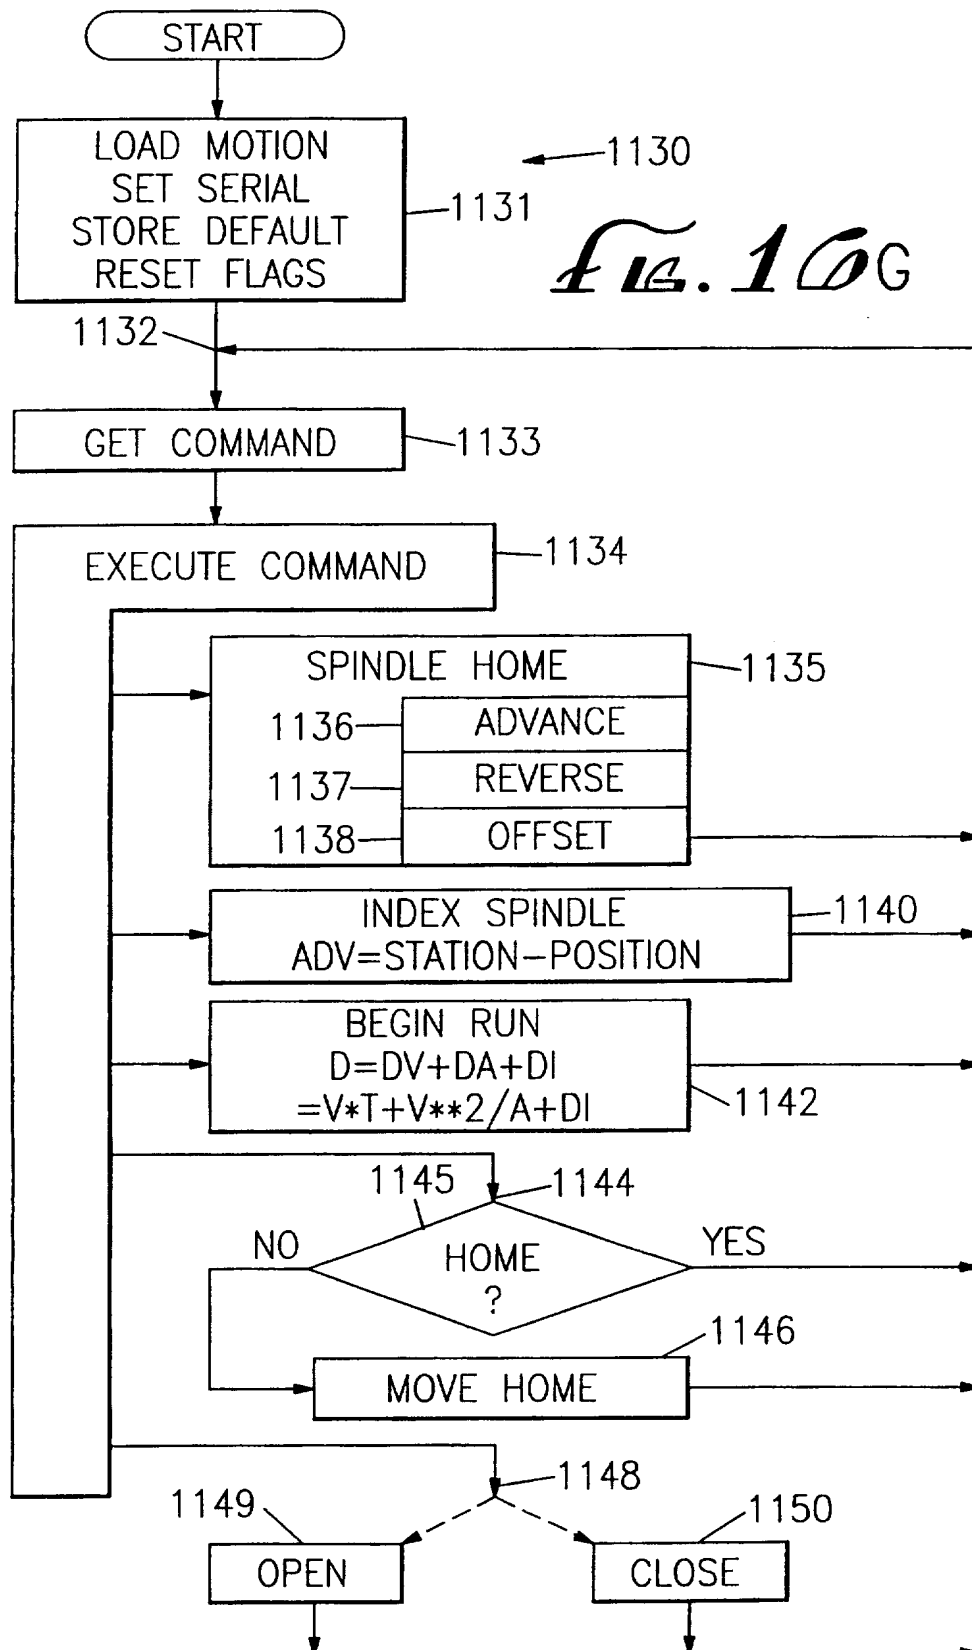 START
LOAD MOTION
SET SERIAL
STORE DEFAULT
RESET FLAGS
1130
1131
FIG. 16G
1132
GET COMMAND
1133
EXECUTE COMMAND
1134
SPINDLE HOME
1135
1136
ADVANCE
1137
REVERSE
1138
OFFSET
INDEX SPINDLE
ADV=STATION-POSITION
1140
BEGIN RUN
D=DV+DA+DI
=V*T+V**2/A+DI
1142
1145
1144
NO
HOME
?
YES
1146
MOVE HOME
1148
1149
1150
OPEN
CLOSE